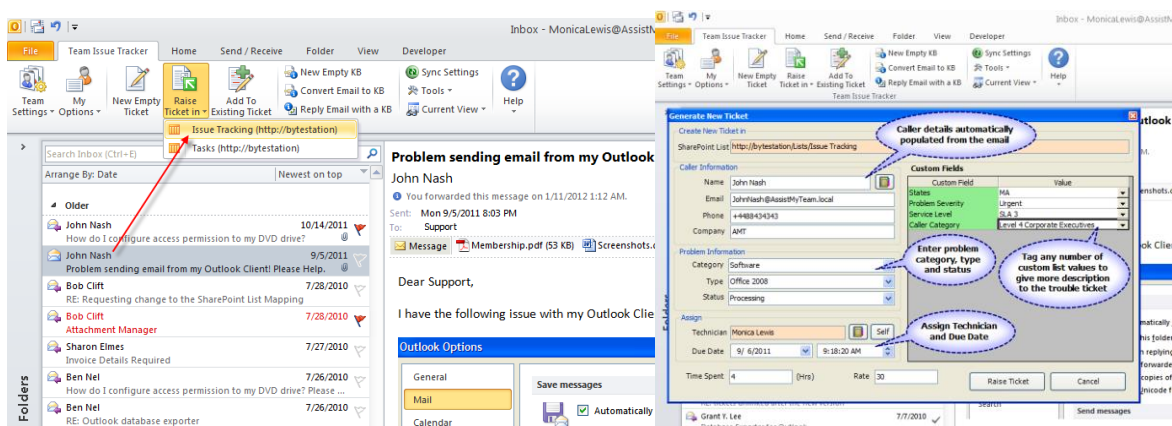 Inbox - MonicaLewis@AssistM
File Team Issue Tracker Home Send / Receive Folder View Developer
Team Settings My Options New Empty Ticket Raise Ticket in Add To Existing Ticket
New Empty KB
Convert Email to KB
Reply Email with a KB
Sync Settings
Tools
Current View
Help
Issue Tracking (http://bytestation)
Tasks (http://bytestation)
Search Inbox (Ctrl+E)
Arrange By: Date Newest on top
Older
John Nash 10/14/2011
How do I configure access permission to my DVD drive?
John Nash 9/5/2011
Problem sending email from my Outlook Client! Please Help.
Bob Clift 7/28/2010
RE: Requesting change to the SharePoint List Mapping
Bob Clift 7/28/2010
Attachment Manager
Sharon Elmes 7/27/2010
Invoice Details Required
Ben Nel 7/26/2010
How do I configure access permission to my DVD drive? Please ...
Ben Nel 7/26/2010
RE: Outlook database exporter
Folders
Problem sending email from my Outlook
John Nash
You forwarded this message on 1/11/2012 1:12 AM.
Sent: Mon 9/5/2011 8:03 PM
To: Support
Message Membership.pdf (53 KB) Screenshots.
Dear Support,
I have the following issue with my Outlook Clie
Outlook Options
General
Mail
Calendar
Save messages
Automatically
Inbox - MonicaLewis@AssistM
File Team Issue Tracker Home Send / Receive Folder View Developer
Team Settings My Options New Empty Ticket Raise Ticket in Add To Existing Ticket
New Empty KB
Convert Email to KB
Reply Email with a KB
Sync Settings
Tools
Current View
Help
Team Issue Tracker
Generate New Ticket
Create New Ticket in
SharePoint List http://bytestation/Lists/Issue Tracking
Caller details automatically
populated from the email
Caller Information
Name John Nash
Email JohnNash@AssistMyTeam.local
Phone +4488434343
Company AMT
Custom Fields
Custom Field Value
States MA
Problem Severity Urgent
Service Level SLA 3
Caller Category Level 4 Corporate Executives
Problem Information
Category Software
Type Office 2008
Status Processing
Enter problem
category, type
and status
Tag any number of
custom list values to
give more description
to the trouble ticket
Assign
Technician Monica Lewis Self
Due Date 9/ 6/2011 9:18:20 AM
Assign Technician
and Due Date
Time Spent 4 (Hrs) Rate 30
Raise Ticket Cancel
Grant Y. Lee 7/7/2010
Search
Send messages